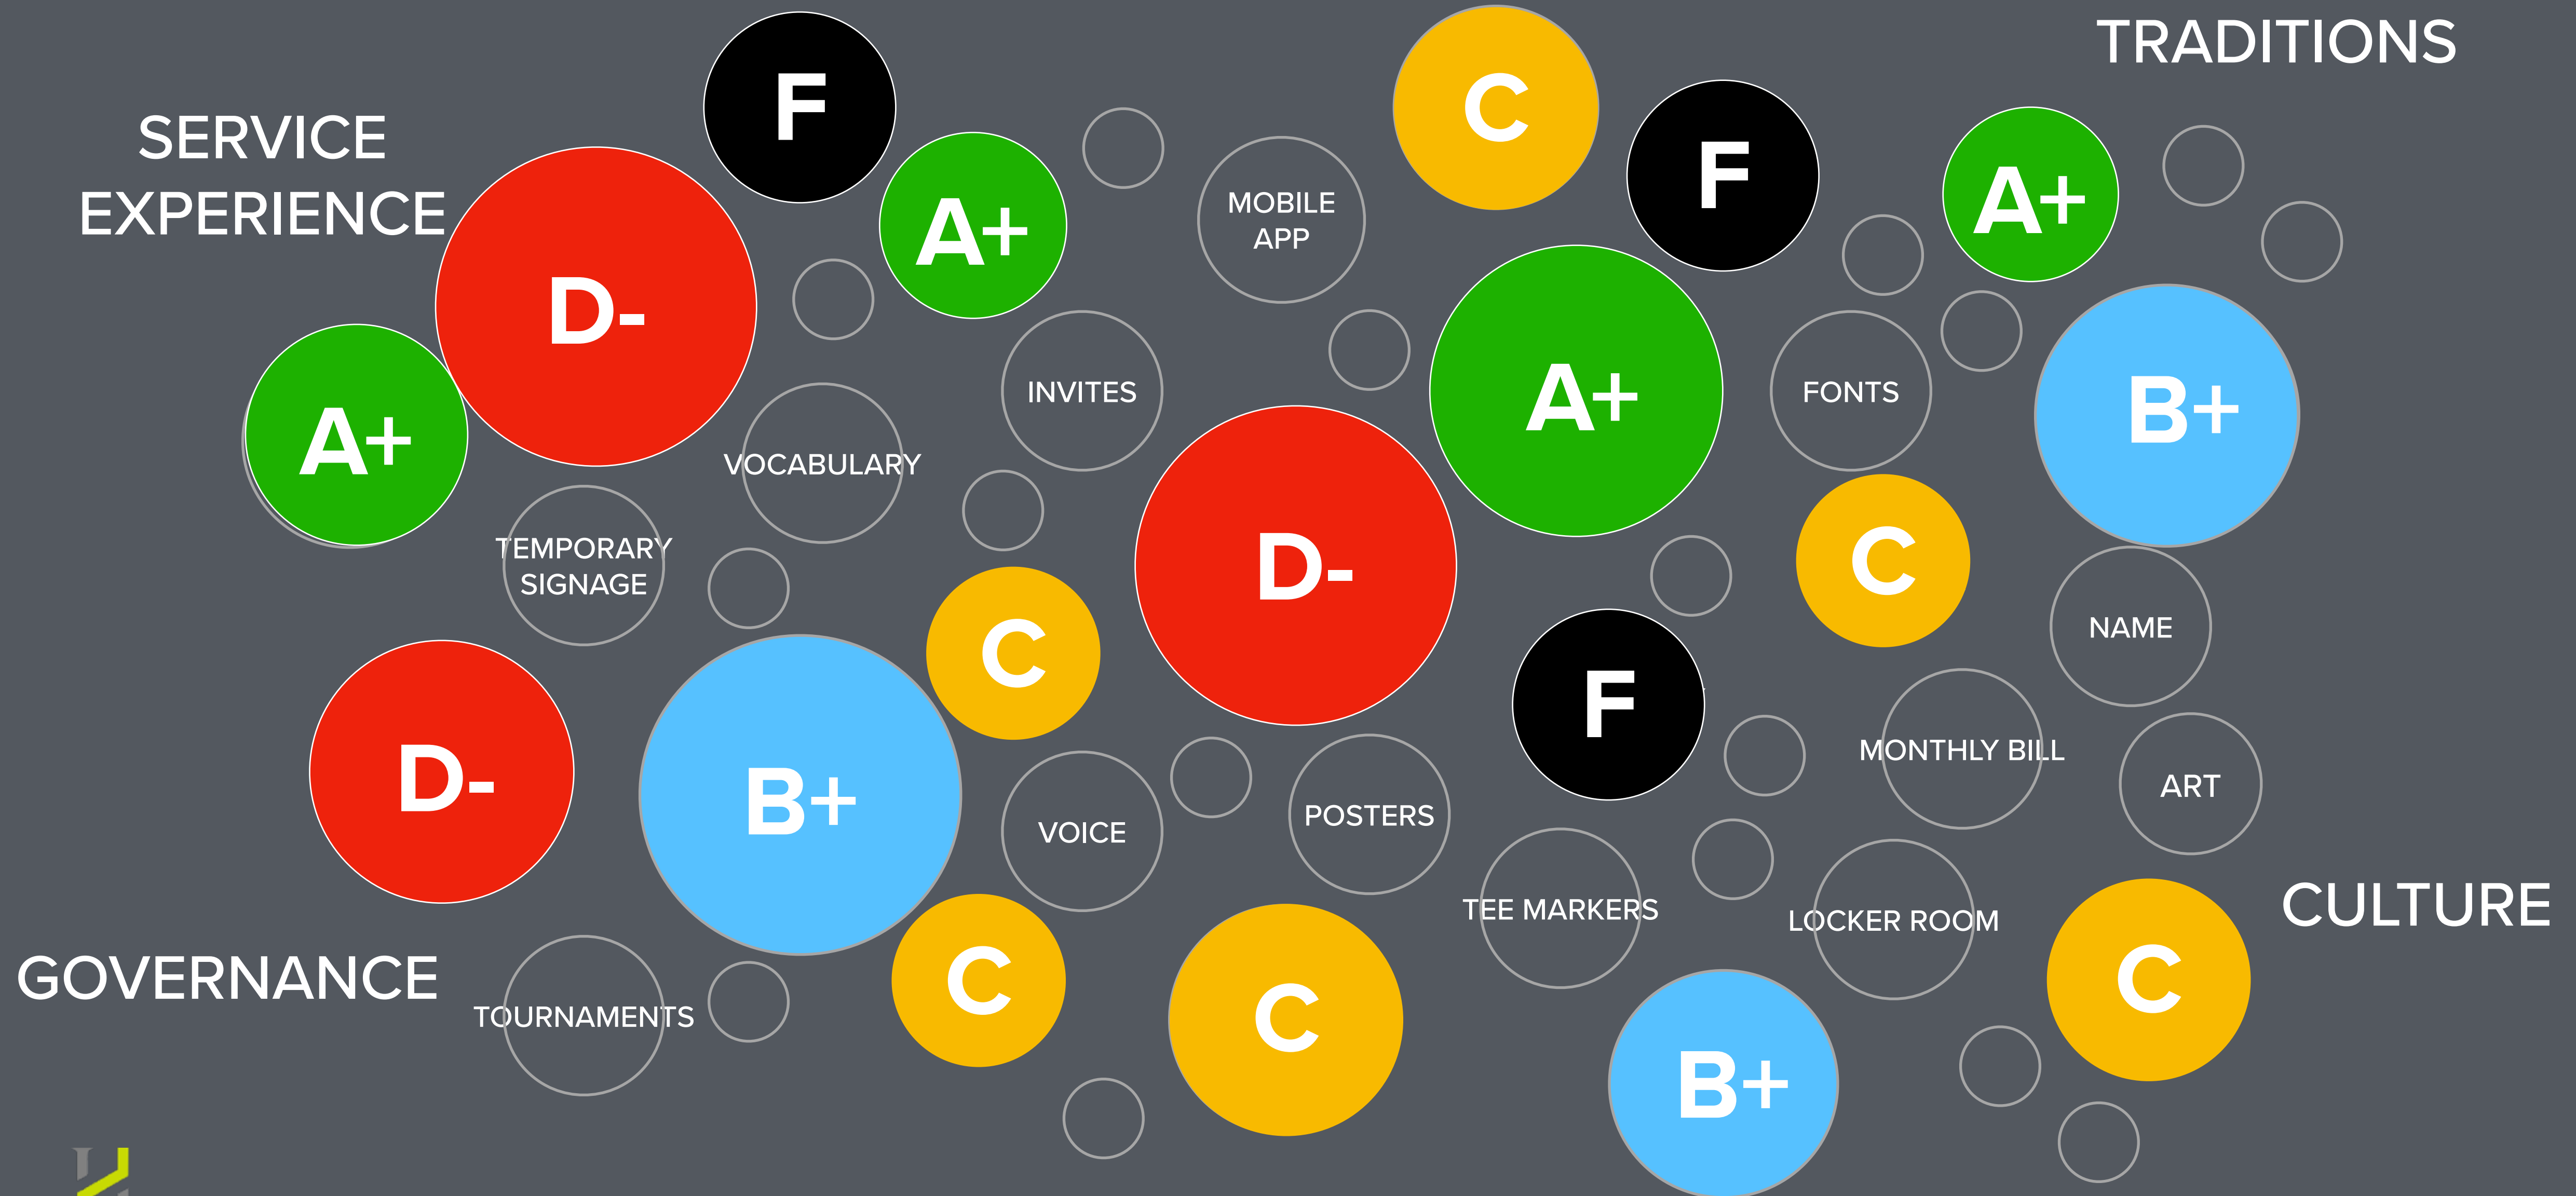 TRADITIONS
SERVICE
EXPERIENCE
F
C
F
A+
A+
MOBILE
APP
D-
INVITES
A+
FONTS
B+
A+
VOCABULARY
TEMPORARY
SIGNAGE
D-
C
C
NAME
F
D-
B+
VOICE
POSTERS
MONTHLY BILL
ART
TEE MARKERS
LOCKER ROOM
CULTURE
GOVERNANCE
TOURNAMENTS
C
C
C
B+